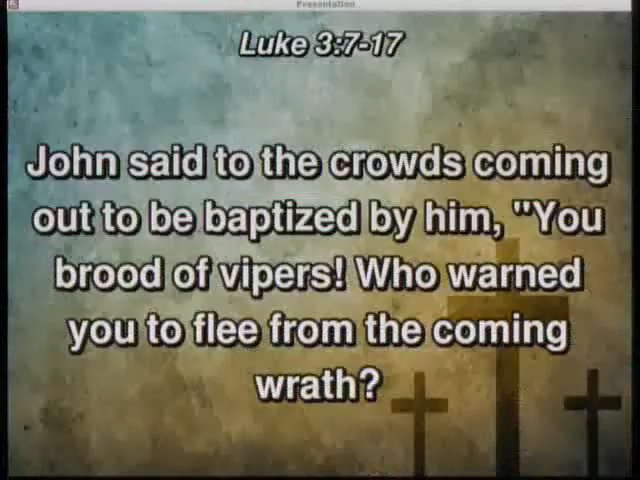 Presentation
Luke 3:7-17
John said to the crowds coming
out to be baptized by him, "You
brood of vipers! Who warned
you to flee from the coming
wrath?